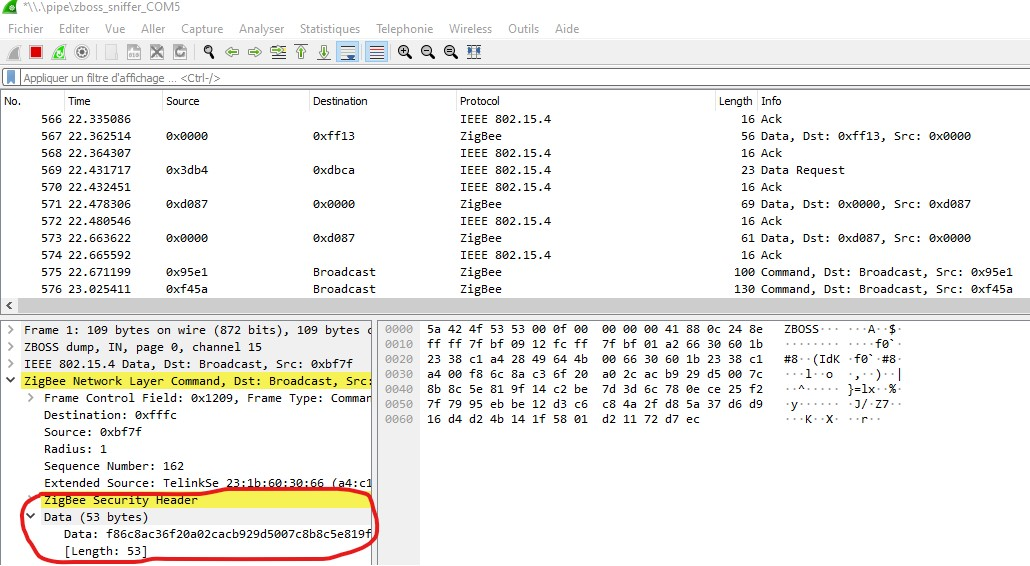 *\\.\pipe\zboss_sniffer_COM5
Fichier Editer Vue Aller Capture Analyser Statistiques Telephonie Wireless Outils Aide
Appliquer un filtre d'affichage ... <Ctrl-/>
No. Time Source Destination Protocol Length Info
566 22.335086 IEEE 802.15.4 16 Ack
567 22.362514 0x0000 0xff13 ZigBee 56 Data, Dst: 0xff13, Src: 0x0000
568 22.364307 IEEE 802.15.4 16 Ack
569 22.431717 0x3db4 0xdbca IEEE 802.15.4 23 Data Request
570 22.432451 IEEE 802.15.4 16 Ack
571 22.478306 0xd087 0x0000 ZigBee 69 Data, Dst: 0x0000, Src: 0xd087
572 22.480546 IEEE 802.15.4 16 Ack
573 22.663622 0x0000 0xd087 ZigBee 61 Data, Dst: 0xd087, Src: 0x0000
574 22.665592 IEEE 802.15.4 16 Ack
575 22.671199 0x95e1 Broadcast ZigBee 100 Command, Dst: Broadcast, Src: 0x95e1
576 23.025411 0xf45a Broadcast ZigBee 130 Command, Dst: Broadcast, Src: 0xf45a
Frame 1: 109 bytes on wire (872 bits), 109 bytes c
ZBOSS dump, IN, page 0, channel 15
IEEE 802.15.4 Data, Dst: Broadcast, Src: 0xbf7f
ZigBee Network Layer Command, Dst: Broadcast, Src:
Frame Control Field: 0x1209, Frame Type: Commar
Destination: 0xfffc
Source: 0xbf7f
Radius: 1
Sequence Number: 162
Extended Source: TelinkSe_23:1b:60:30:66 (a4:c1
ZigBee Security Header
Data (53 bytes)
Data: f86c8ac36f20a02cacb929d5007c8b8c5e819f
[Length: 53]
0000 5a 42 4f 53 53 00 0f 00 00 00 00 41 88 0c 24 8e ZBOSS··· ···A··$·
0010 ff ff 7f bf 09 12 fc ff 7f bf 01 a2 66 30 60 1b ········ ····f0`·
0020 23 38 c1 a4 28 49 64 4b 00 66 30 60 1b 23 38 c1 #8··(IdK ·f0`·#8·
0030 a4 00 f8 6c 8a c3 6f 20 a0 2c ac b9 29 d5 00 7c ···l··o  ·,··)··|
0040 8b 8c 5e 81 9f 14 c2 be 7d 3d 6c 78 0e ce 25 f2 ··^····· }=lx··%·
0050 7f 79 95 eb be 12 d3 c6 c8 4a 2f d8 5a 37 d6 d9 ·y······ ·J/·Z7··
0060 16 d4 d2 4b 14 1f 58 01 d2 11 72 d7 ec ···K··X· ··r··